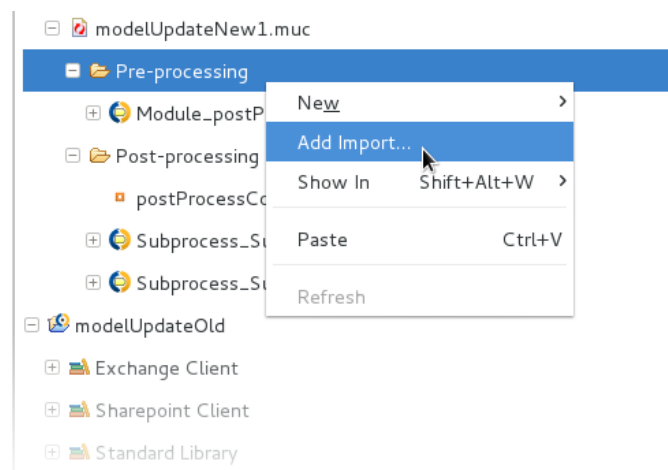 modelUpdateNew1.muc
Pre-processing
New
Module_postP
Add Import...
Post-processing
Show In Shift+Alt+W
postProcessCo
Subprocess_Su
Paste Ctrl+V
Subprocess_Su
Refresh
modelUpdateOld
Exchange Client
Sharepoint Client
Standard Library